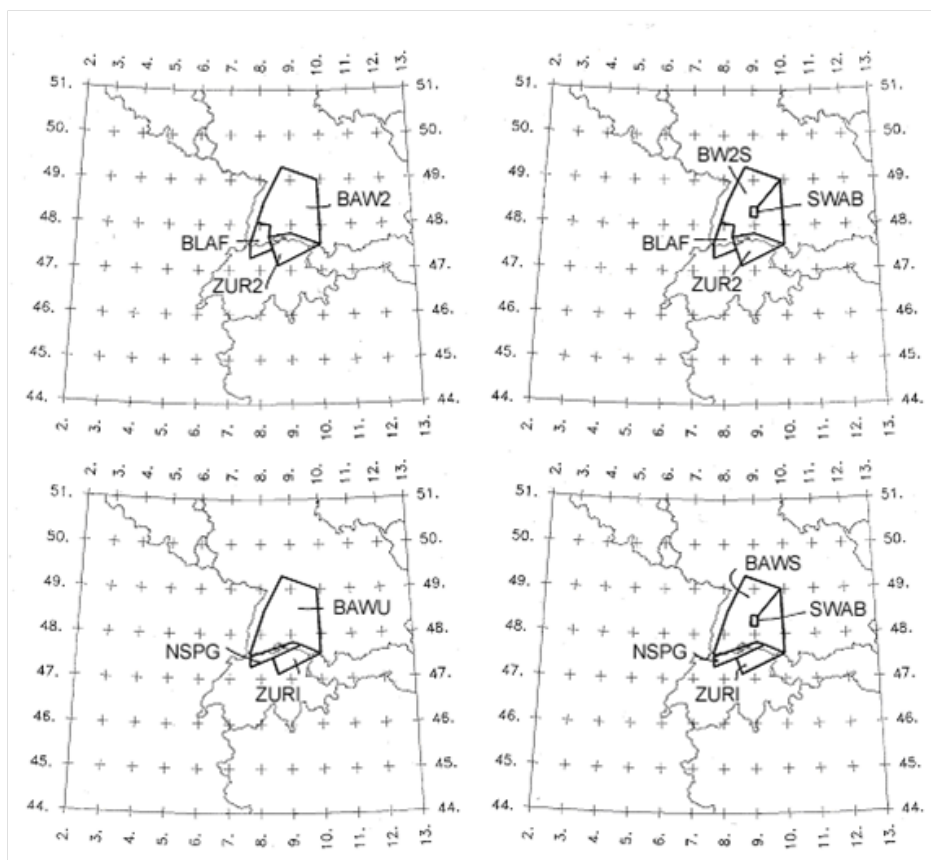 2. 3. 4. 5. 6. 7. 8. 9. 10. 11. 12. 13.
51. 51.
50. 50.
49. 49.
BAW2
48. 48.
BLAF
47. 47.
ZUR2
46. 46.
45. 45.
44. 44.
2. 3. 4. 5. 6. 7. 8. 9. 10. 11. 12. 13.
2. 3. 4. 5. 6. 7. 8. 9. 10. 11. 12. 13.
51. 51.
50. 50.
BW2S
49. 49.
SWAB
48. 48.
BLAF
47. 47.
ZUR2
46. 46.
45. 45.
44. 44.
2. 3. 4. 5. 6. 7. 8. 9. 10. 11. 12. 13.
2. 3. 4. 5. 6. 7. 8. 9. 10. 11. 12. 13.
51. 51.
50. 50.
49. 49.
BAWU
48. 48.
NSPG
47. 47.
ZURI
46. 46.
45. 45.
44. 44.
2. 3. 4. 5. 6. 7. 8. 9. 10. 11. 12. 13.
2. 3. 4. 5. 6. 7. 8. 9. 10. 11. 12. 13.
51. 51.
50. 50.
BAWS
49. 49.
SWAB
48. 48.
NSPG
47. 47.
ZURI
46. 46.
45. 45.
44. 44.
2. 3. 4. 5. 6. 7. 8. 9. 10. 11. 12. 13.